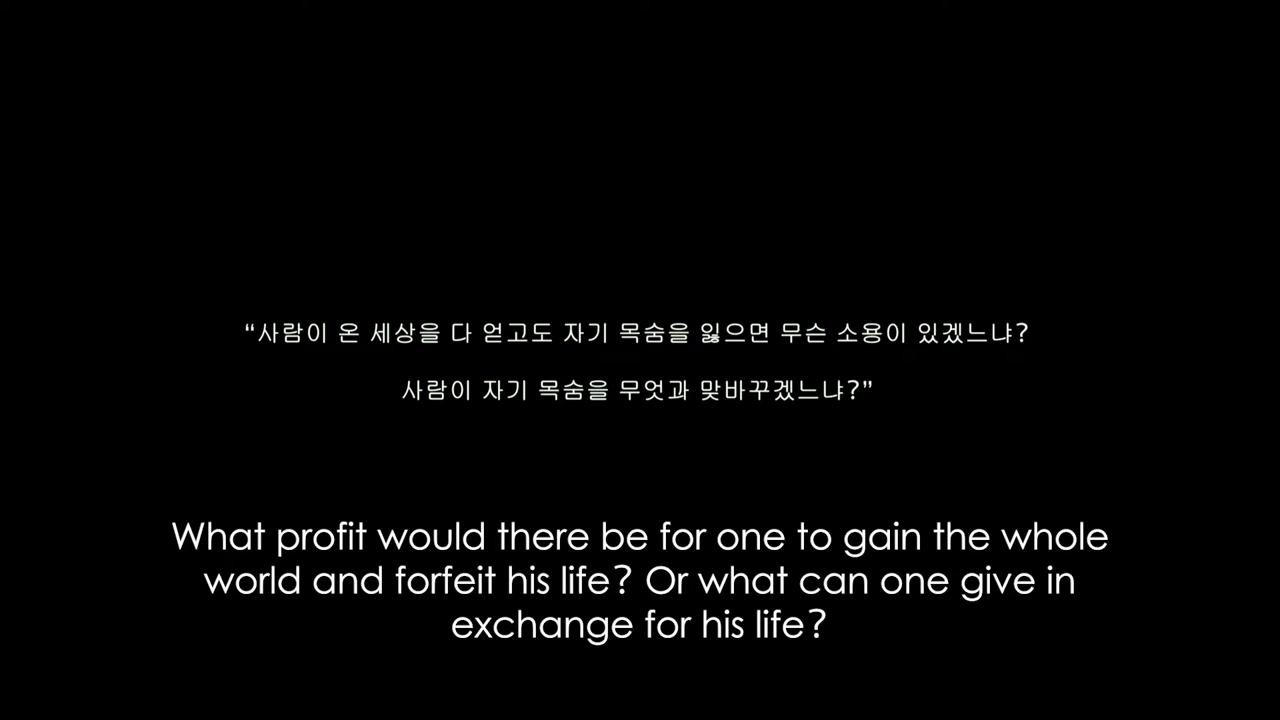 “사람이 온 세상을 다 얻고도 자기 목숨을 잃으면 무슨 소용이 있겠느냐?
사람이 자기 목숨을 무엇과 맞바꾸겠느냐?”
What profit would there be for one to gain the whole
world and forfeit his life? Or what can one give in
exchange for his life?